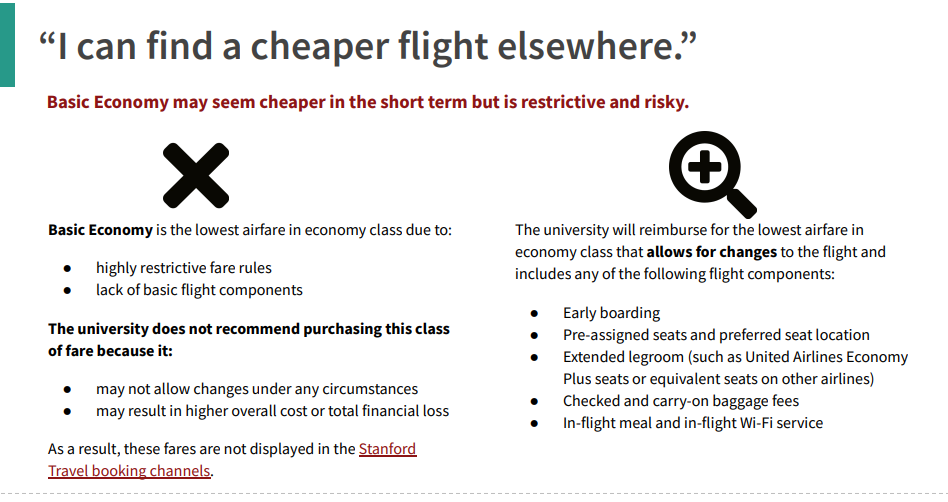 “I can find a cheaper flight elsewhere.”
Basic Economy may seem cheaper in the short term but is restrictive and risky.
Basic Economy is the lowest airfare in economy class due to:
● highly restrictive fare rules
● lack of basic flight components
The university does not recommend purchasing this class
of fare because it:
● may not allow changes under any circumstances
● may result in higher overall cost or total financial loss
As a result, these fares are not displayed in the Stanford
Travel booking channels.
The university will reimburse for the lowest airfare in
economy class that allows for changes to the flight and
includes any of the following flight components:
● Early boarding
● Pre-assigned seats and preferred seat location
● Extended legroom (such as United Airlines Economy
Plus seats or equivalent seats on other airlines)
● Checked and carry-on baggage fees
● In-flight meal and in-flight Wi-Fi service